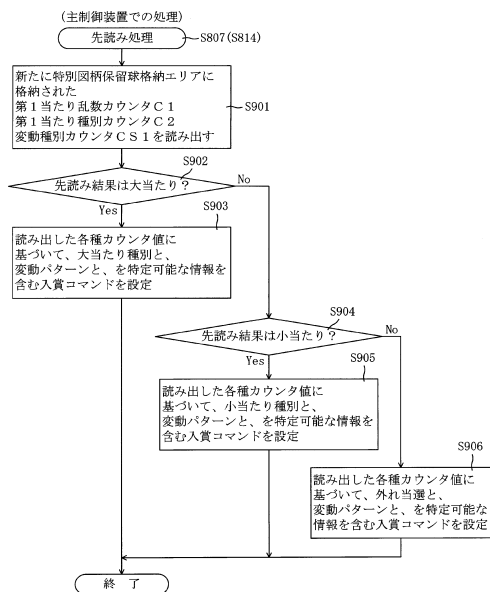 (主制御装置での処理)
先読み処理
S807(S814)
新たに特別図柄保留球格納エリアに
格納された
第1当たり乱数カウンタC1
第1当たり種別カウンタC2
変動種別カウンタCS1を読み出す
S901
S902
先読み結果は大当たり?
No
Yes
S903
読み出した各種カウンタ値に
基づいて、大当たり種別と、
変動パターンと、を特定可能な情報を
含む入賞コマンドを設定
S904
先読み結果は小当たり?
No
Yes
S905
読み出した各種カウンタ値に
基づいて、小当たり種別と、
変動パターンと、を特定可能な情報を
含む入賞コマンドを設定
S906
読み出した各種カウンタ値に
基づいて、外れ当選と、
変動パターンと、を特定可能な
情報を含む入賞コマンドを設定
終了